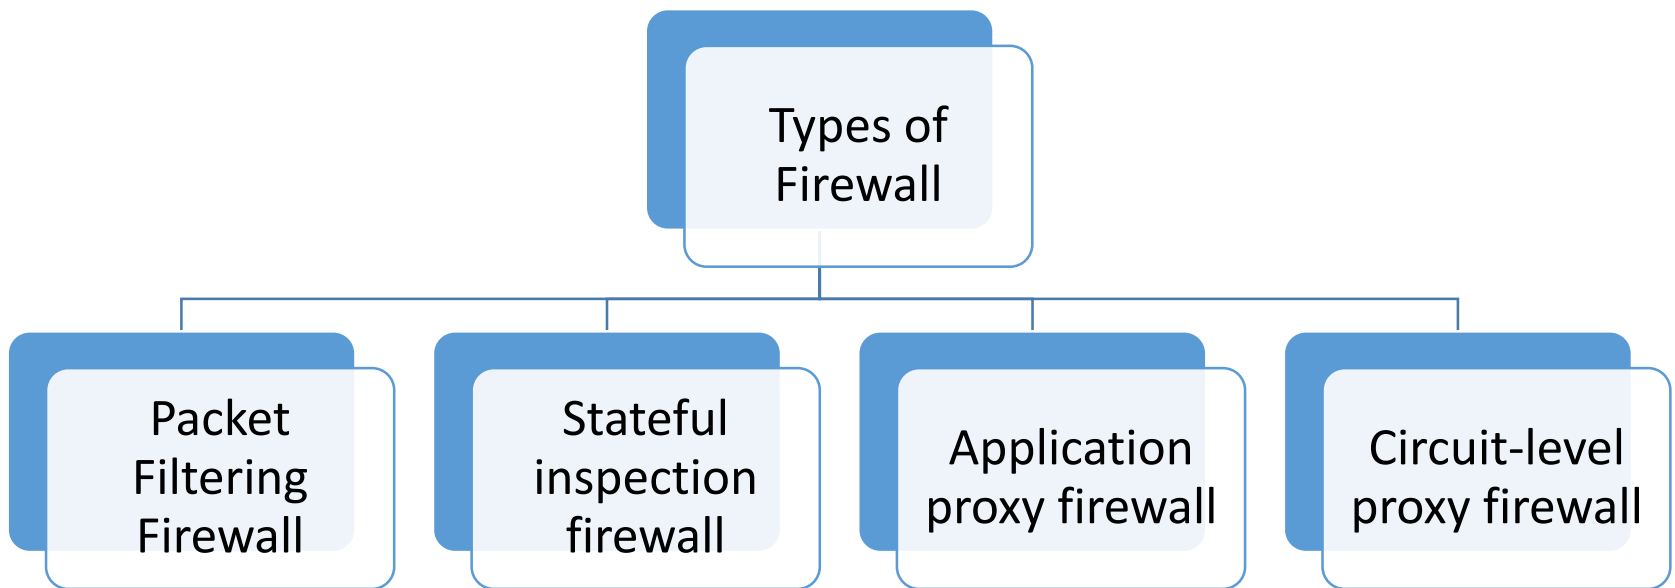 Types of
Firewall
Packet
Filtering
Firewall
Stateful
inspection
firewall
Application
proxy firewall
Circuit-level
proxy firewall